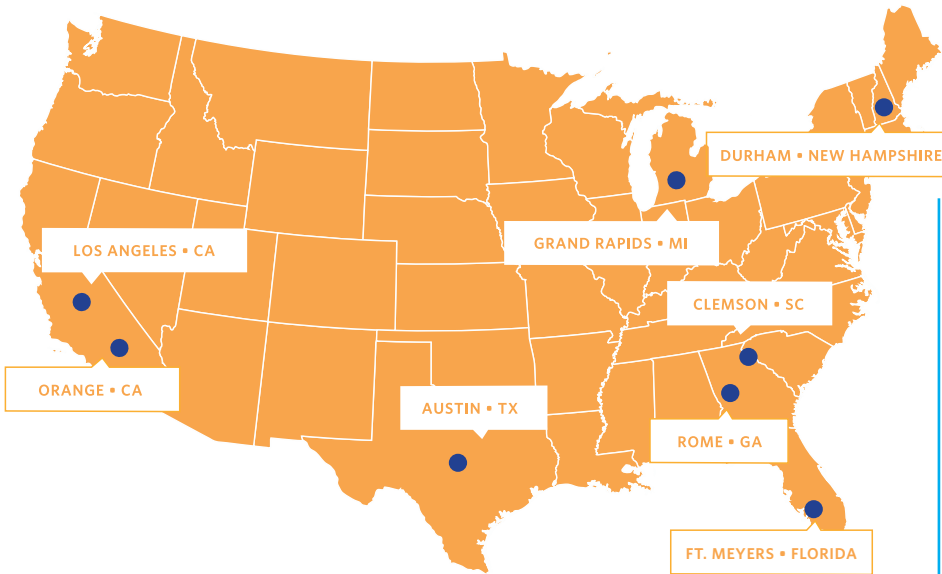 DURHAM • NEW HAMPSHIRE
GRAND RAPIDS • MI
LOS ANGELES • CA
CLEMSON • SC
ORANGE • CA
AUSTIN • TX
ROME • GA
FT. MEYERS • FLORIDA